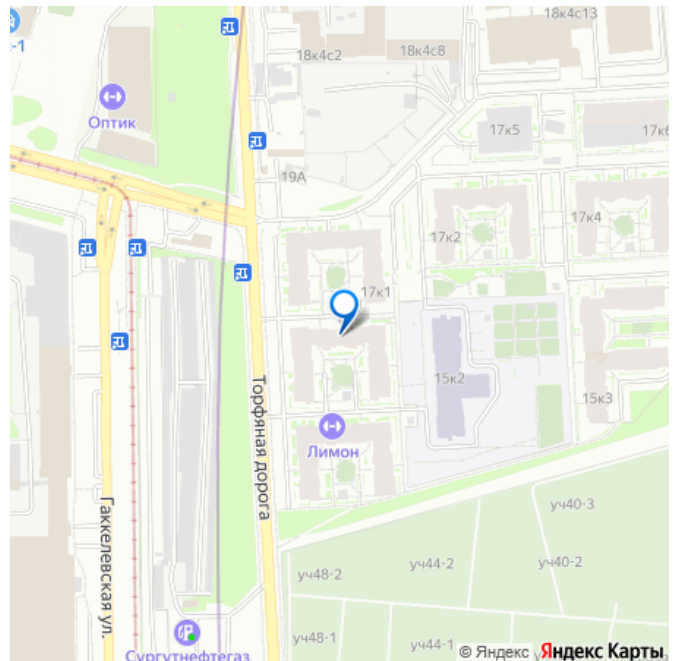 18к4с13
18к4с2
18к4с8
-1
Оптик
17к5
17к6
19А
17к4
17к2
17к1
15к2
15к3
Торфяная дорога
Лимон
Гаккелевская ул.
уч40-3
уч44-2
уч40-2
уч48-2
уч48-1
уч44-1
Сургутнефтегаз
© Яндекс Яндекс Карты